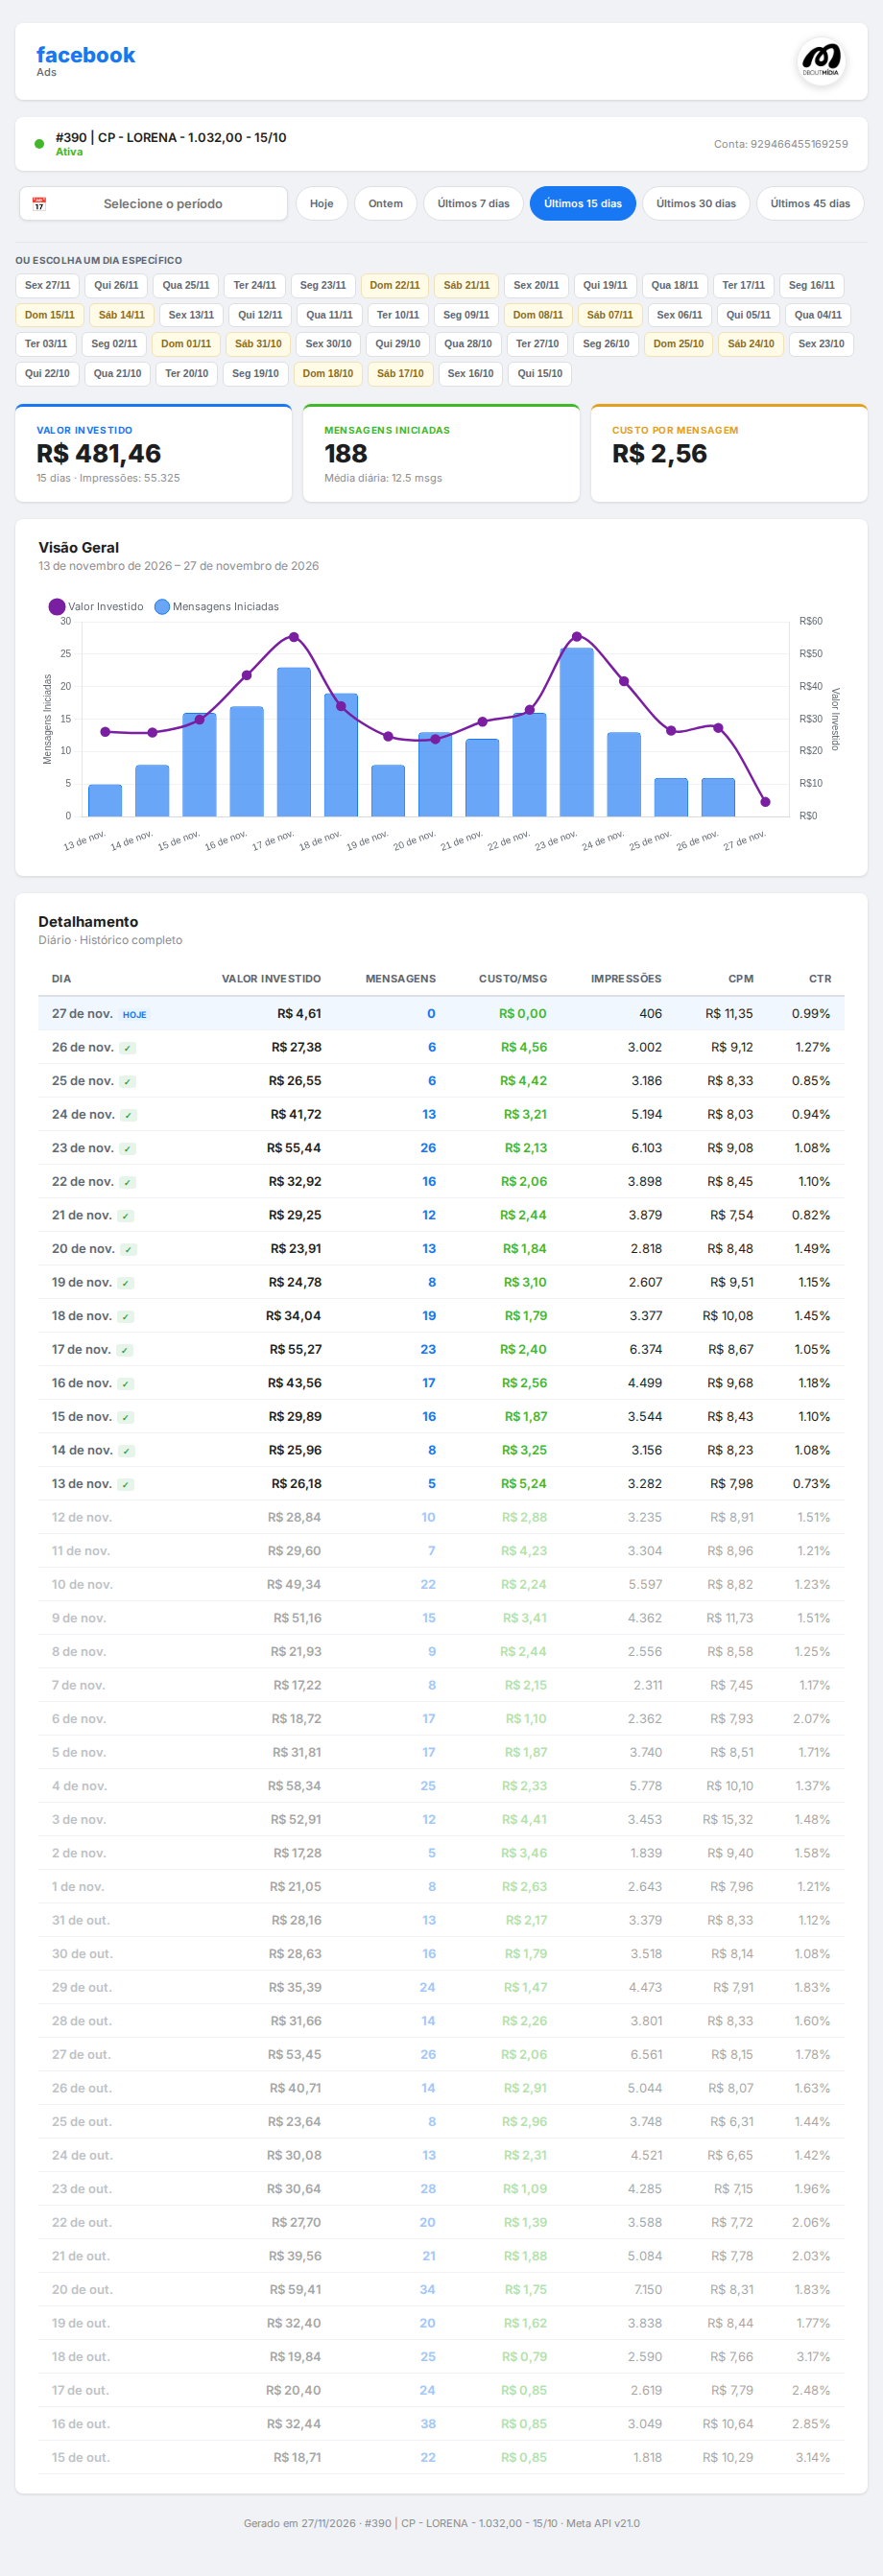 facebook
Ads
DBOUTMÍDIA
#390 | CP - LORENA - 1.032,00 - 15/10
Ativa
Conta: 929466455169259
Selecione o período
Hoje
Ontem
Últimos 7 dias
Últimos 15 dias
Últimos 30 dias
Últimos 45 dias
OU ESCOLHA UM DIA ESPECÍFICO
Sex 27/11 Qui 26/11 Qua 25/11 Ter 24/11 Seg 23/11 Dom 22/11 Sáb 21/11 Sex 20/11 Qui 19/11 Qua 18/11 Ter 17/11 Seg 16/11
Dom 15/11 Sáb 14/11 Sex 13/11 Qui 12/11 Qua 11/11 Ter 10/11 Seg 09/11 Dom 08/11 Sáb 07/11 Sex 06/11 Qui 05/11 Qua 04/11
Ter 03/11 Seg 02/11 Dom 01/11 Sáb 31/10 Sex 30/10 Qui 29/10 Qua 28/10 Ter 27/10 Seg 26/10 Dom 25/10 Sáb 24/10 Sex 23/10
Qui 22/10 Qua 21/10 Ter 20/10 Seg 19/10 Dom 18/10 Sáb 17/10 Sex 16/10 Qui 15/10
VALOR INVESTIDO
R$ 481,46
15 dias · Impressões: 55.325
MENSAGENS INICIADAS
188
Média diária: 12.5 msgs
CUSTO POR MENSAGEM
R$ 2,56
Visão Geral
13 de novembro de 2026 – 27 de novembro de 2026
Valor Investido Mensagens Iniciadas
Mensagens Iniciadas
30
25
20
15
10
5
0
R$60
R$50
R$40
R$30
R$20
R$10
R$0
Valor Investido
13 de nov. 14 de nov. 15 de nov. 16 de nov. 17 de nov. 18 de nov. 19 de nov. 20 de nov. 21 de nov. 22 de nov. 23 de nov. 24 de nov. 25 de nov. 26 de nov. 27 de nov.
Detalhamento
Diário · Histórico completo
DIA VALOR INVESTIDO MENSAGENS CUSTO/MSG IMPRESSÕES CPM CTR
27 de nov. HOJE R$ 4,61 0 R$ 0,00 406 R$ 11,35 0.99%
26 de nov. ✓ R$ 27,38 6 R$ 4,56 3.002 R$ 9,12 1.27%
25 de nov. ✓ R$ 26,55 6 R$ 4,42 3.186 R$ 8,33 0.85%
24 de nov. ✓ R$ 41,72 13 R$ 3,21 5.194 R$ 8,03 0.94%
23 de nov. ✓ R$ 55,44 26 R$ 2,13 6.103 R$ 9,08 1.08%
22 de nov. ✓ R$ 32,92 16 R$ 2,06 3.898 R$ 8,45 1.10%
21 de nov. ✓ R$ 29,25 12 R$ 2,44 3.879 R$ 7,54 0.82%
20 de nov. ✓ R$ 23,91 13 R$ 1,84 2.818 R$ 8,48 1.49%
19 de nov. ✓ R$ 24,78 8 R$ 3,10 2.607 R$ 9,51 1.15%
18 de nov. ✓ R$ 34,04 19 R$ 1,79 3.377 R$ 10,08 1.45%
17 de nov. ✓ R$ 55,27 23 R$ 2,40 6.374 R$ 8,67 1.05%
16 de nov. ✓ R$ 43,56 17 R$ 2,56 4.499 R$ 9,68 1.18%
15 de nov. ✓ R$ 29,89 16 R$ 1,87 3.544 R$ 8,43 1.10%
14 de nov. ✓ R$ 25,96 8 R$ 3,25 3.156 R$ 8,23 1.08%
13 de nov. ✓ R$ 26,18 5 R$ 5,24 3.282 R$ 7,98 0.73%
12 de nov. R$ 28,84 10 R$ 2,88 3.235 R$ 8,91 1.51%
11 de nov. R$ 29,60 7 R$ 4,23 3.304 R$ 8,96 1.21%
10 de nov. R$ 49,34 22 R$ 2,24 5.597 R$ 8,82 1.23%
9 de nov. R$ 51,16 15 R$ 3,41 4.362 R$ 11,73 1.51%
8 de nov. R$ 21,93 9 R$ 2,44 2.556 R$ 8,58 1.25%
7 de nov. R$ 17,22 8 R$ 2,15 2.311 R$ 7,45 1.17%
6 de nov. R$ 18,72 17 R$ 1,10 2.362 R$ 7,93 2.07%
5 de nov. R$ 31,81 17 R$ 1,87 3.740 R$ 8,51 1.71%
4 de nov. R$ 58,34 25 R$ 2,33 5.778 R$ 10,10 1.37%
3 de nov. R$ 52,91 12 R$ 4,41 3.453 R$ 15,32 1.48%
2 de nov. R$ 17,28 5 R$ 3,46 1.839 R$ 9,40 1.58%
1 de nov. R$ 21,05 8 R$ 2,63 2.643 R$ 7,96 1.21%
31 de out. R$ 28,16 13 R$ 2,17 3.379 R$ 8,33 1.12%
30 de out. R$ 28,63 16 R$ 1,79 3.518 R$ 8,14 1.08%
29 de out. R$ 35,39 24 R$ 1,47 4.473 R$ 7,91 1.83%
28 de out. R$ 31,66 14 R$ 2,26 3.801 R$ 8,33 1.60%
27 de out. R$ 53,45 26 R$ 2,06 6.561 R$ 8,15 1.78%
26 de out. R$ 40,71 14 R$ 2,91 5.044 R$ 8,07 1.63%
25 de out. R$ 23,64 8 R$ 2,96 3.748 R$ 6,31 1.44%
24 de out. R$ 30,08 13 R$ 2,31 4.521 R$ 6,65 1.42%
23 de out. R$ 30,64 28 R$ 1,09 4.285 R$ 7,15 1.96%
22 de out. R$ 27,70 20 R$ 1,39 3.588 R$ 7,72 2.06%
21 de out. R$ 39,56 21 R$ 1,88 5.084 R$ 7,78 2.03%
20 de out. R$ 59,41 34 R$ 1,75 7.150 R$ 8,31 1.83%
19 de out. R$ 32,40 20 R$ 1,62 3.838 R$ 8,44 1.77%
18 de out. R$ 19,84 25 R$ 0,79 2.590 R$ 7,66 3.17%
17 de out. R$ 20,40 24 R$ 0,85 2.619 R$ 7,79 2.48%
16 de out. R$ 32,44 38 R$ 0,85 3.049 R$ 10,64 2.85%
15 de out. R$ 18,71 22 R$ 0,85 1.818 R$ 10,29 3.14%
Gerado em 27/11/2026 · #390 | CP - LORENA - 1.032,00 - 15/10 · Meta API v21.0